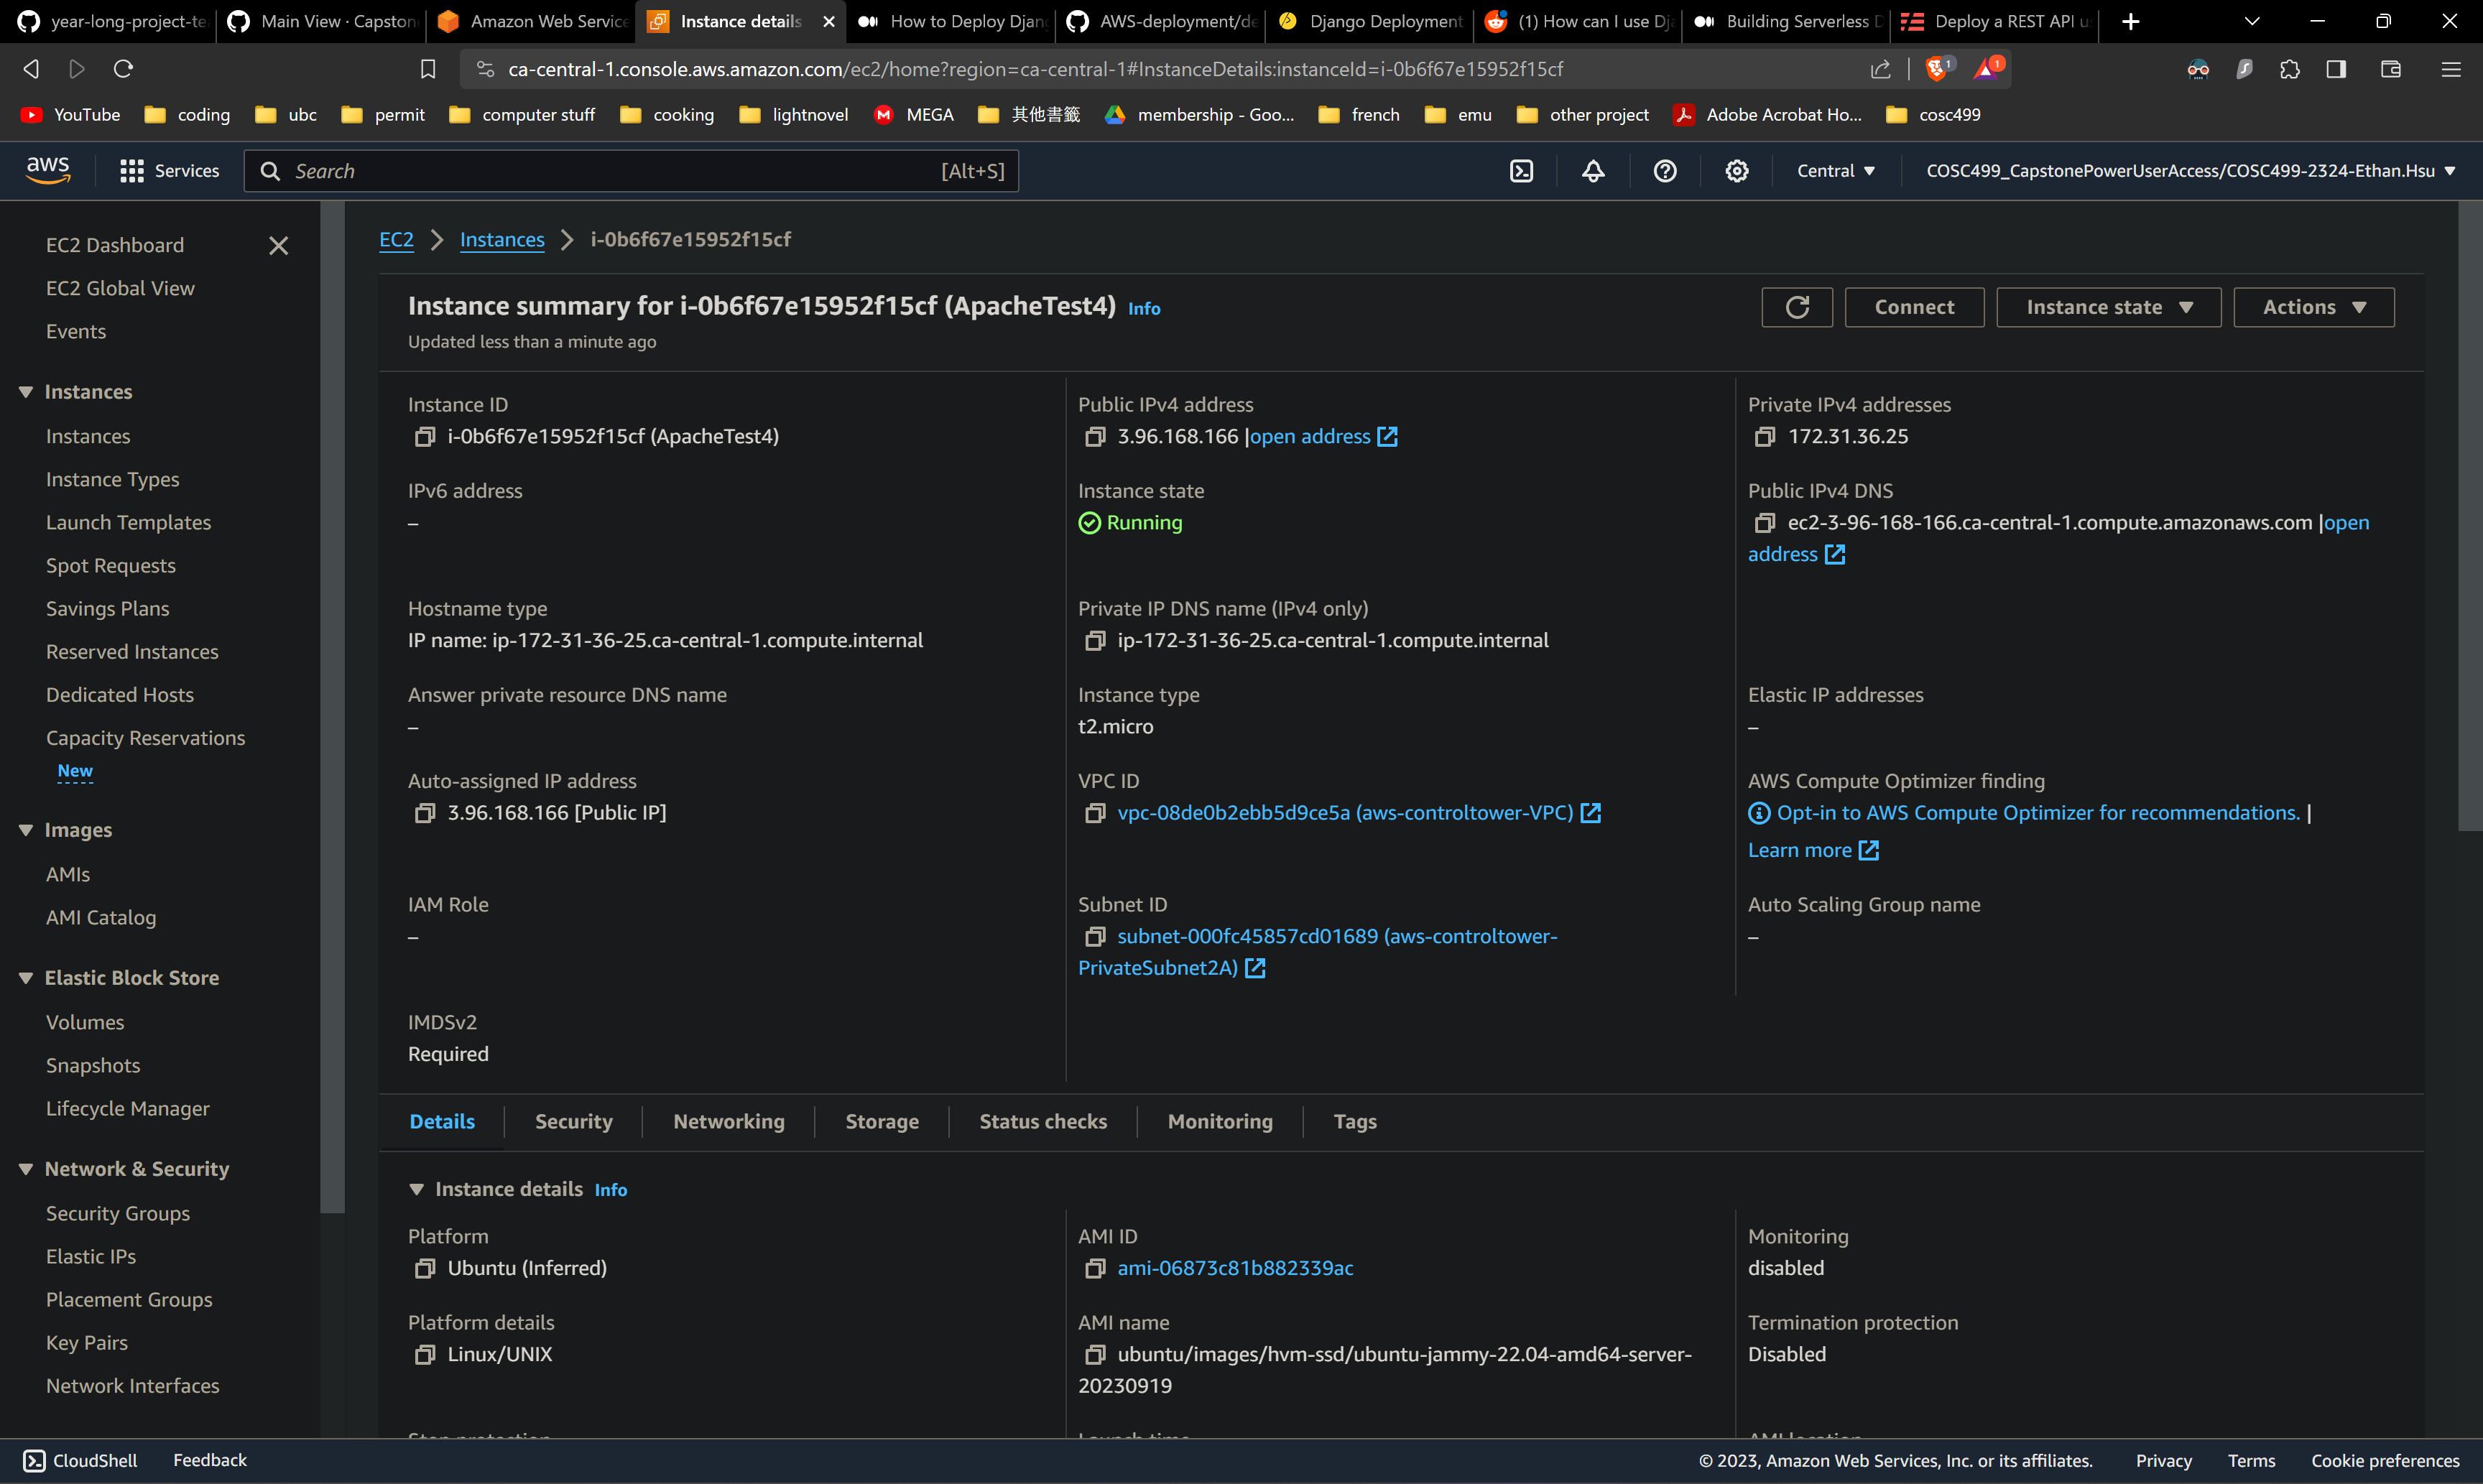 year-long-project-te
Main View · Capston
Amazon Web Service
Instance details
How to Deploy Djan
AWS-deployment/de
Django Deployment
(1) How can I use Dj
Building Serverless D
Deploy a REST API u
ca-central-1.console.aws.amazon.com/ec2/home?region=ca-central-1#InstanceDetails:instanceId=i-0b6f67e15952f15cf
1
1
YouTube
coding
ubc
permit
computer stuff
cooking
lightnovel
MEGA
其他書籤
membership - Goo...
french
emu
other project
Adobe Acrobat Ho...
cosc499
aws
Services
Search
[Alt+S]
Central
COSC499_CapstonePowerUserAccess/COSC499-2324-Ethan.Hsu
EC2 Dashboard
EC2 Global View
Events
Instances
Instances
Instance Types
Launch Templates
Spot Requests
Savings Plans
Reserved Instances
Dedicated Hosts
Capacity Reservations
New
Images
AMIs
AMI Catalog
Elastic Block Store
Volumes
Snapshots
Lifecycle Manager
Network & Security
Security Groups
Elastic IPs
Placement Groups
Key Pairs
Network Interfaces
EC2
Instances
i-0b6f67e15952f15cf
Instance summary for i-0b6f67e15952f15cf (ApacheTest4) Info
Updated less than a minute ago
Connect
Instance state
Actions
Instance ID
i-0b6f67e15952f15cf (ApacheTest4)
Public IPv4 address
3.96.168.166 |open address
Private IPv4 addresses
172.31.36.25
IPv6 address
–
Instance state
Running
Public IPv4 DNS
ec2-3-96-168-166.ca-central-1.compute.amazonaws.com |open
address
Hostname type
IP name: ip-172-31-36-25.ca-central-1.compute.internal
Private IP DNS name (IPv4 only)
ip-172-31-36-25.ca-central-1.compute.internal
Answer private resource DNS name
–
Instance type
t2.micro
Elastic IP addresses
–
Auto-assigned IP address
3.96.168.166 [Public IP]
VPC ID
vpc-08de0b2ebb5d9ce5a (aws-controltower-VPC)
AWS Compute Optimizer finding
Opt-in to AWS Compute Optimizer for recommendations. |
Learn more
IAM Role
–
Subnet ID
subnet-000fc45857cd01689 (aws-controltower-
PrivateSubnet2A)
Auto Scaling Group name
–
IMDSv2
Required
Details
Security
Networking
Storage
Status checks
Monitoring
Tags
Instance details Info
Platform
Ubuntu (Inferred)
AMI ID
ami-06873c81b882339ac
Monitoring
disabled
Platform details
Linux/UNIX
AMI name
ubuntu/images/hvm-ssd/ubuntu-jammy-22.04-amd64-server-
20230919
Termination protection
Disabled
Stop protection
Launch time
AMI location
CloudShell
Feedback
© 2023, Amazon Web Services, Inc. or its affiliates.
Privacy
Terms
Cookie preferences